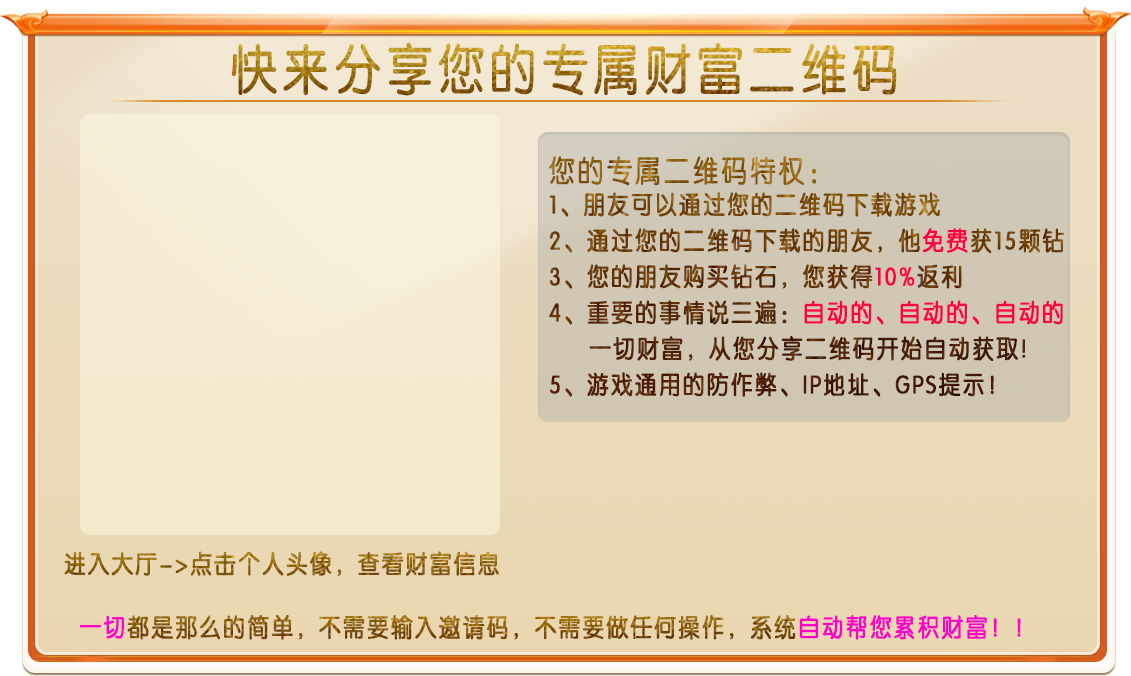 快来分享您的专属财富二维码
您的专属二维码特权：
1、朋友可以通过您的二维码下载游戏
2、通过您的二维码下载的朋友，他免费获15颗钻
3、您的朋友购买钻石，您获得10%返利
4、重要的事情说三遍：自动的、自动的、自动的
一切财富，从您分享二维码开始自动获取！
5、游戏通用的防作弊、IP地址、GPS提示！
进入大厅->点击个人头像，查看财富信息
一切都是那么的简单，不需要输入邀请码，不需要做任何操作，系统自动帮您累积财富！！